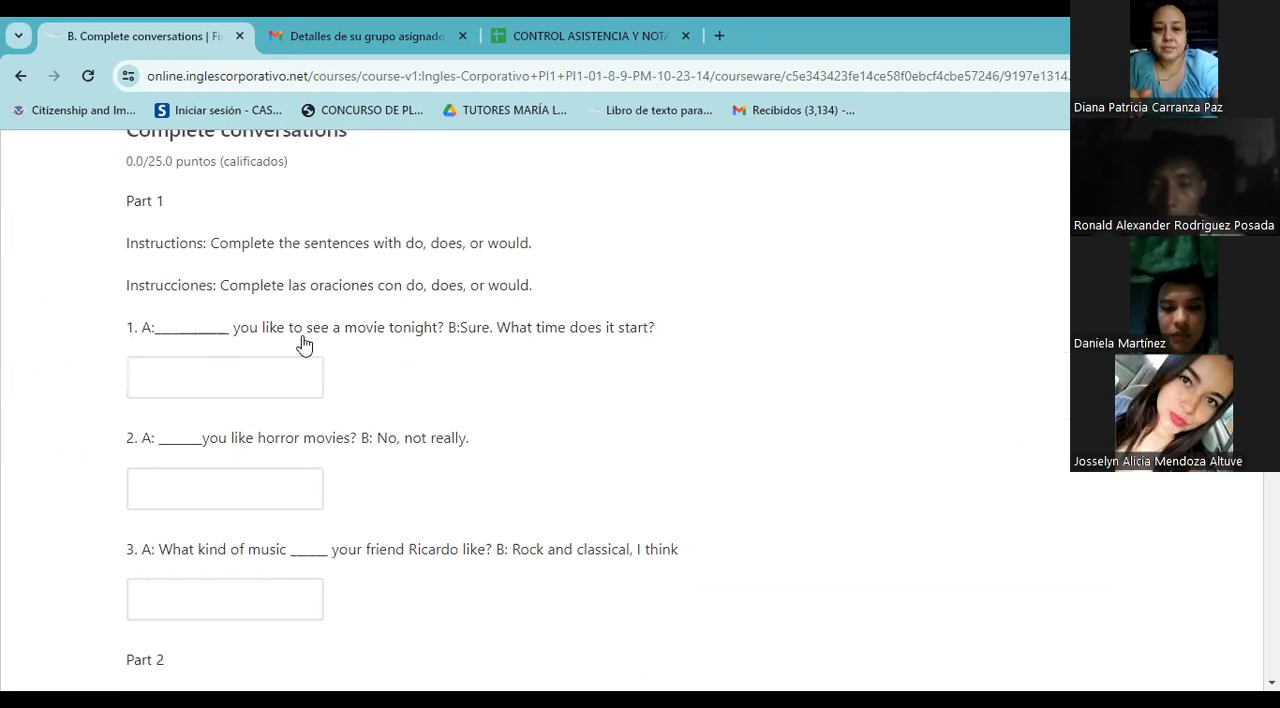 B. Complete conversations | Fi
Detalles de su grupo asignado
CONTROL ASISTENCIA Y NOTA
online.inglescorporativo.net/courses/course-v1:Ingles-Corporativo+PI1+PI1-01-8-9-PM-10-23-14/courseware/c5e343423fe14ce58f0ebcf4cbe57246/9197e1314.
Citizenship and Im...
Iniciar sesión - CAS...
CONCURSO DE PL...
TUTORES MARÍA L...
Libro de texto para...
Recibidos (3,134) -...
Complete conversations
0.0/25.0 puntos (calificados)
Part 1
Instructions: Complete the sentences with do, does, or would.
Instrucciones: Complete las oraciones con do, does, or would.
1. A:____________ you like to see a movie tonight? B:Sure. What time does it start?
2. A: _______you like horror movies? B: No, not really.
3. A: What kind of music ______ your friend Ricardo like? B: Rock and classical, I think
Part 2
Diana Patricia Carranza Paz
Ronald Alexander Rodriguez Posada
Daniela Martínez
Josselyn Alicia Mendoza Altuve